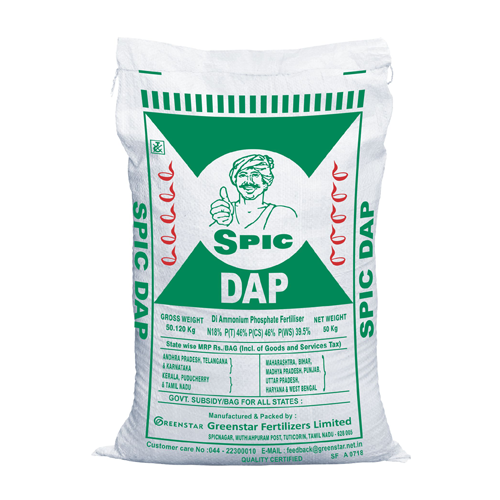 SPIC
DAP
SPIC DAP
SPIC DAP
GROSS WEIGHT
50.120 Kg
Di Ammonium Phosphate Fertiliser
N18% P(T) 46% P(CS) 46% P(WS) 39.5%
NET WEIGHT
50 Kg
State wise MRP Rs./BAG (Incl. of Goods and Services Tax)
ANDHRA PRADESH, TELANGANA
& KARNATAKA
KERALA, PUDUCHERRY
& TAMIL NADU
MAHARASHTRA, BIHAR,
MADHYA PRADESH, PUNJAB,
UTTAR PRADESH,
HARYANA & WEST BENGAL
GOVT. SUBSIDY/BAG FOR ALL STATES :
Manufactured & Packed by :
GREENSTAR Greenstar Fertilizers Limited
SPICNAGAR, MUTHIAHPURAM POST, TUTICORIN, TAMIL NADU - 628 005
Customer care No :044 - 22300010 E-MAIL : feedback@greenstar.net.in
QUALITY CERTIFIED SF A 0718